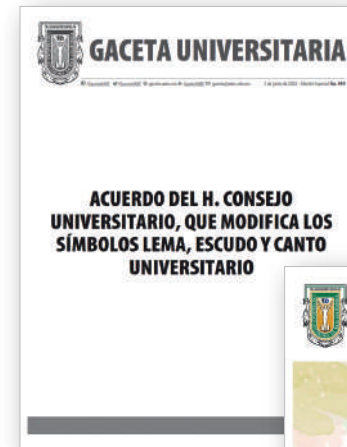 GACETA UNIVERSITARIA
ACUERDO DEL H. CONSEJO
UNIVERSITARIO, QUE MODIFICA LOS
SÍMBOLOS LEMA, ESCUDO Y CANTO
UNIVERSITARIO